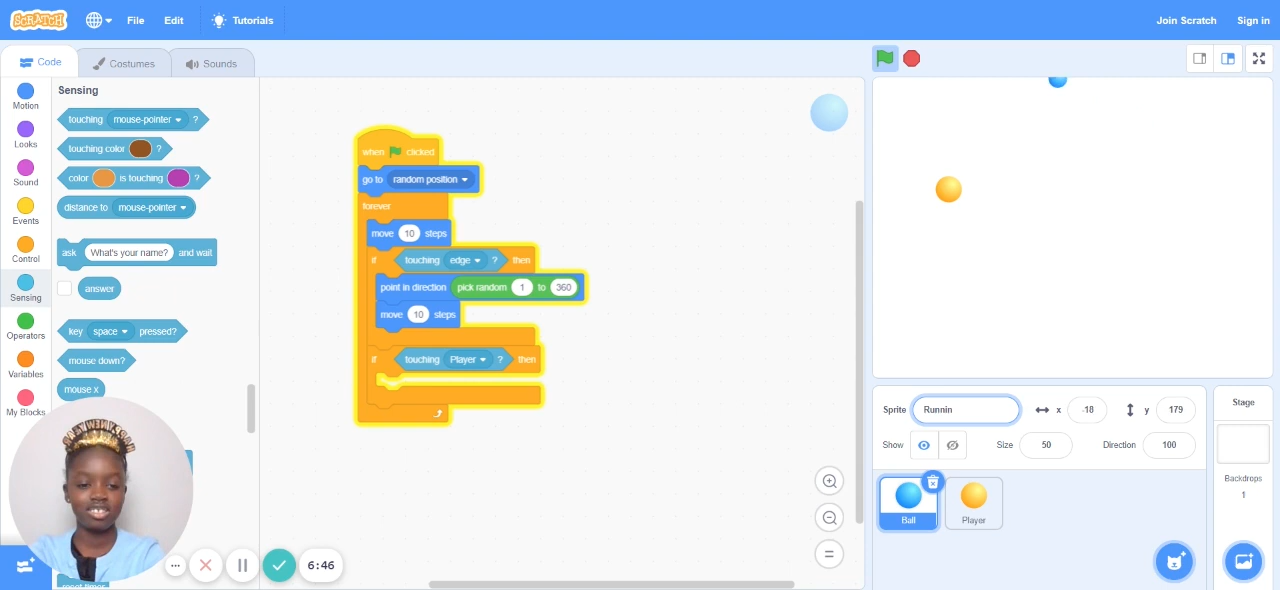 SCRATCH File Edit Tutorials Join Scratch Sign in
Code Costumes Sounds
Motion
Looks
Sound
Events
Control
Sensing
Operators
Variables
My Blocks
Sensing
touching mouse-pointer ?
touching color ?
color is touching ?
distance to mouse-pointer
ask What's your name? and wait
answer
key space pressed?
mouse down?
mouse x
reset timer
when clicked
go to random position
forever
move 10 steps
if touching edge ? then
point in direction pick random 1 to 360
move 10 steps
if touching Player ? then
6:46
Sprite Runnin x -18 y 179
Show Size 50 Direction 100
Ball Player
Stage
Backdrops
1